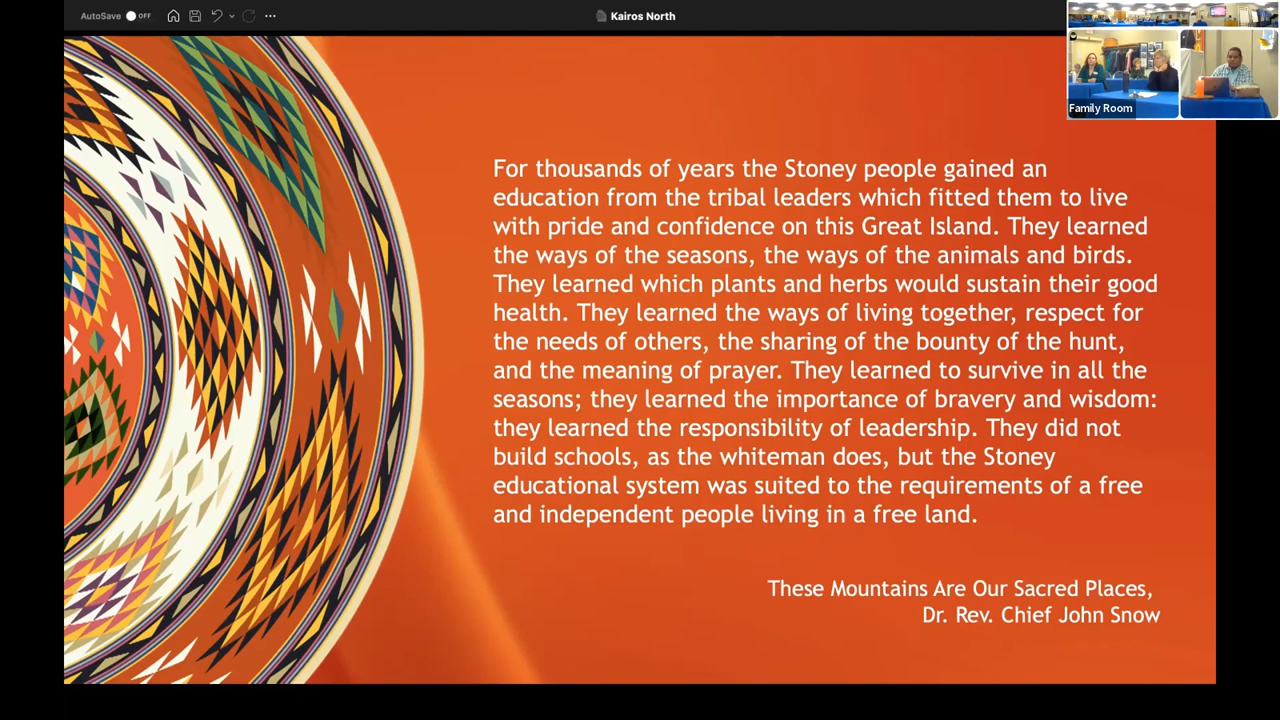 AutoSave OFF
Kairos North
Family Room
For thousands of years the Stoney people gained an
education from the tribal leaders which fitted them to live
with pride and confidence on this Great Island. They learned
the ways of the seasons, the ways of the animals and birds.
They learned which plants and herbs would sustain their good
health. They learned the ways of living together, respect for
the needs of others, the sharing of the bounty of the hunt,
and the meaning of prayer. They learned to survive in all the
seasons; they learned the importance of bravery and wisdom:
they learned the responsibility of leadership. They did not
build schools, as the whiteman does, but the Stoney
educational system was suited to the requirements of a free
and independent people living in a free land.
These Mountains Are Our Sacred Places,
Dr. Rev. Chief John Snow